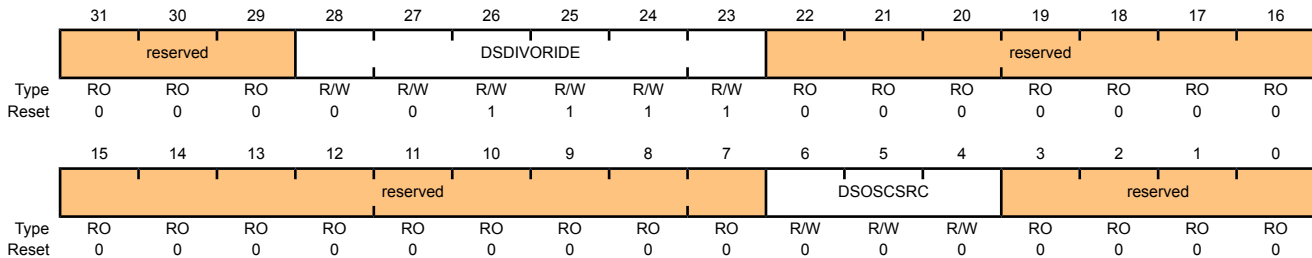 31 30 29 28 27 26 25 24 23 22 21 20 19 18 17 16
reserved DSDIVORIDE reserved
Type RO RO RO R/W R/W R/W R/W R/W R/W RO RO RO RO RO RO RO
Reset 0 0 0 0 0 1 1 1 1 0 0 0 0 0 0 0
15 14 13 12 11 10 9 8 7 6 5 4 3 2 1 0
reserved DSOSCSRC reserved
Type RO RO RO RO RO RO RO RO RO R/W R/W R/W RO RO RO RO
Reset 0 0 0 0 0 0 0 0 0 0 0 0 0 0 0 0